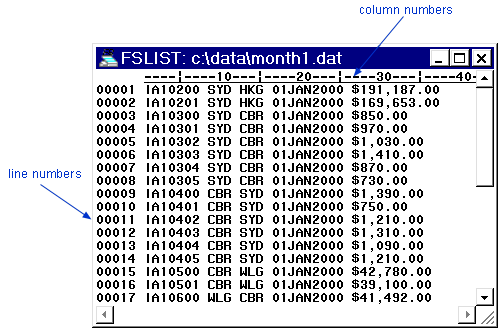 column numbers
FSLIST: c:\data\month1.dat
----|----10---|----20---|----30---|----40-
00001 IA10200 SYD HKG 01JAN2000 $191,187.00
00002 IA10201 SYD HKG 01JAN2000 $169,653.00
00003 IA10300 SYD CBR 01JAN2000 $850.00
00004 IA10301 SYD CBR 01JAN2000 $970.00
00005 IA10302 SYD CBR 01JAN2000 $1,030.00
00006 IA10303 SYD CBR 01JAN2000 $1,410.00
00007 IA10304 SYD CBR 01JAN2000 $870.00
line numbers
00008 IA10305 SYD CBR 01JAN2000 $730.00
00009 IA10400 CBR SYD 01JAN2000 $1,390.00
00010 IA10401 CBR SYD 01JAN2000 $750.00
00011 IA10402 CBR SYD 01JAN2000 $1,210.00
00012 IA10403 CBR SYD 01JAN2000 $1,310.00
00013 IA10404 CBR SYD 01JAN2000 $1,090.00
00014 IA10405 CBR SYD 01JAN2000 $1,210.00
00015 IA10500 CBR WLG 01JAN2000 $42,780.00
00016 IA10501 CBR WLG 01JAN2000 $39,100.00
00017 IA10600 WLG CBR 01JAN2000 $41,492.00